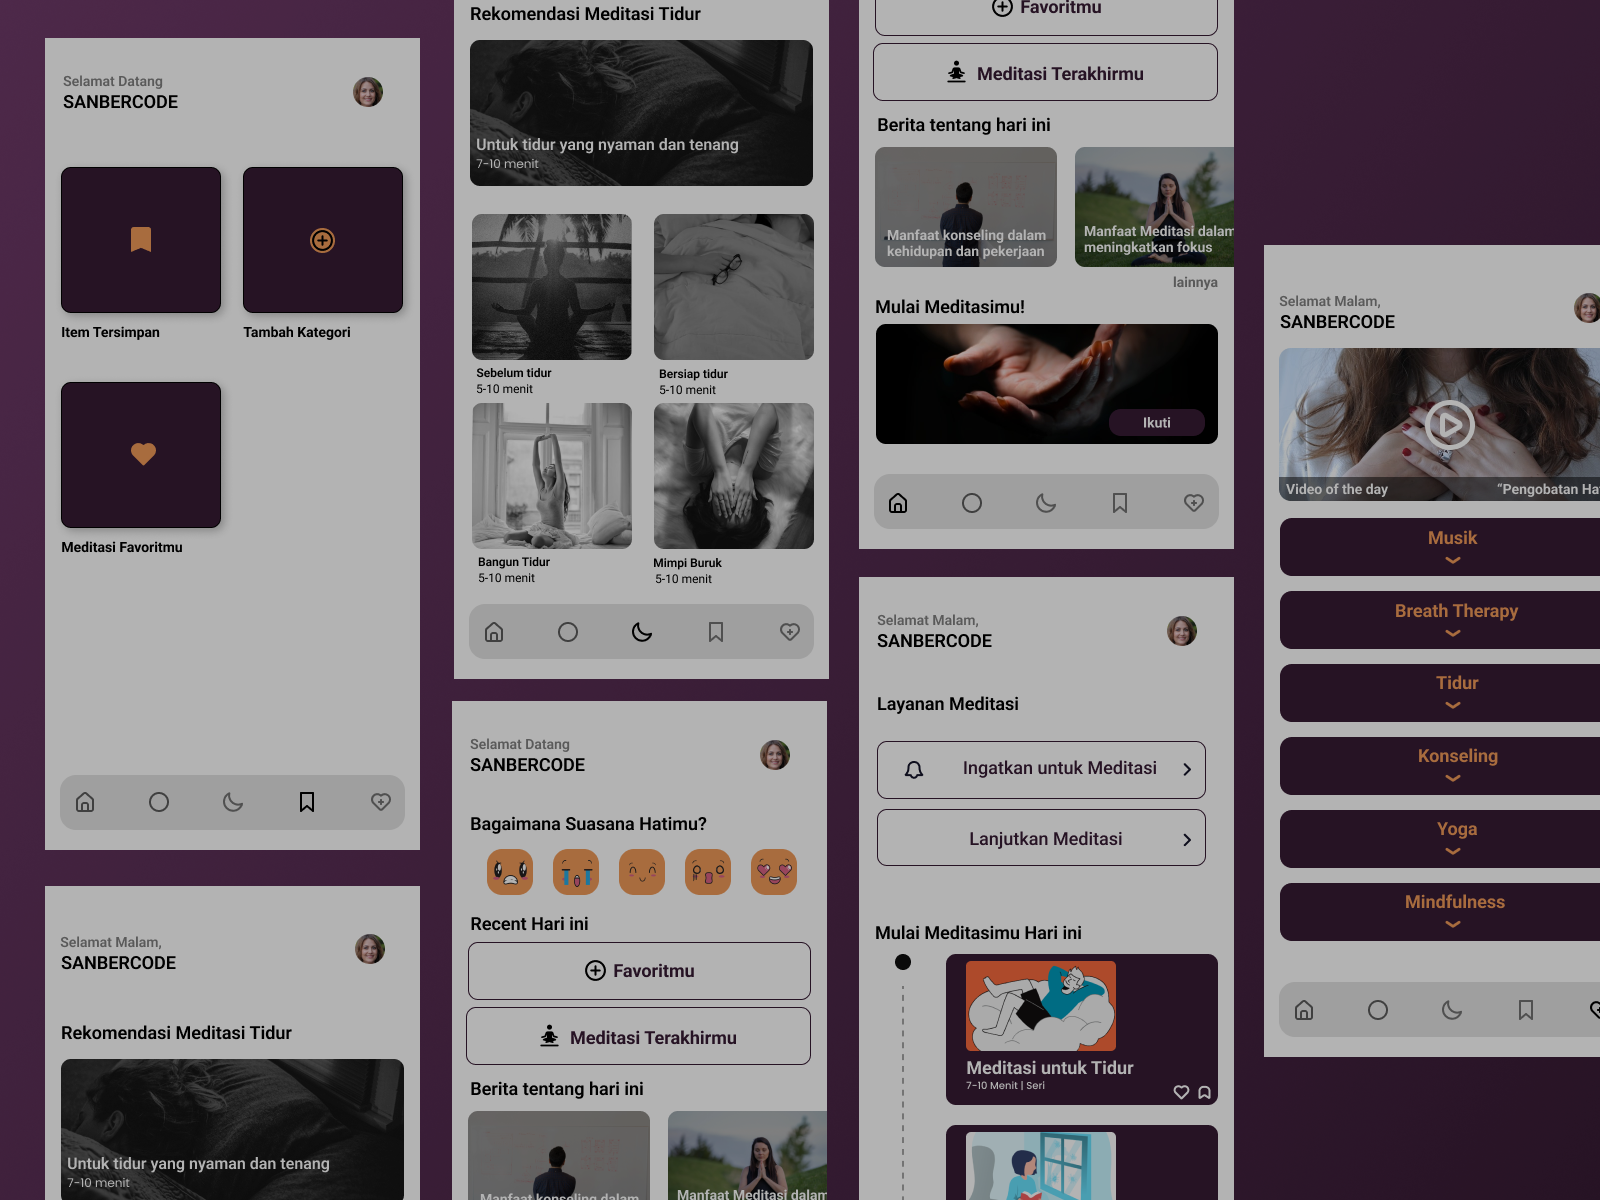 Selamat Datang
SANBERCODE
Item Tersimpan
Tambah Kategori
Meditasi Favoritmu
Selamat Malam,
SANBERCODE
Rekomendasi Meditasi Tidur
Untuk tidur yang nyaman dan tenang
7-10 menit
Rekomendasi Meditasi Tidur
Untuk tidur yang nyaman dan tenang
7-10 menit
Sebelum tidur
5-10 menit
Bersiap tidur
5-10 menit
Bangun Tidur
5-10 menit
Mimpi Buruk
5-10 menit
Selamat Datang
SANBERCODE
Bagaimana Suasana Hatimu?
Recent Hari ini
Favoritmu
Meditasi Terakhirmu
Berita tentang hari ini
Manfaat konseling dalam
Manfaat Meditasi dalam
Favoritmu
Meditasi Terakhirmu
Berita tentang hari ini
Manfaat konseling dalam
kehidupan dan pekerjaan
Manfaat Meditasi dalam
meningkatkan fokus
lainnya
Mulai Meditasimu!
Ikuti
Selamat Malam,
SANBERCODE
Layanan Meditasi
Ingatkan untuk Meditasi
Lanjutkan Meditasi
Mulai Meditasimu Hari ini
Meditasi untuk Tidur
7-10 Menit | Seri
Selamat Malam,
SANBERCODE
Video of the day
"Pengobatan Ha
Musik
Breath Therapy
Tidur
Konseling
Yoga
Mindfulness